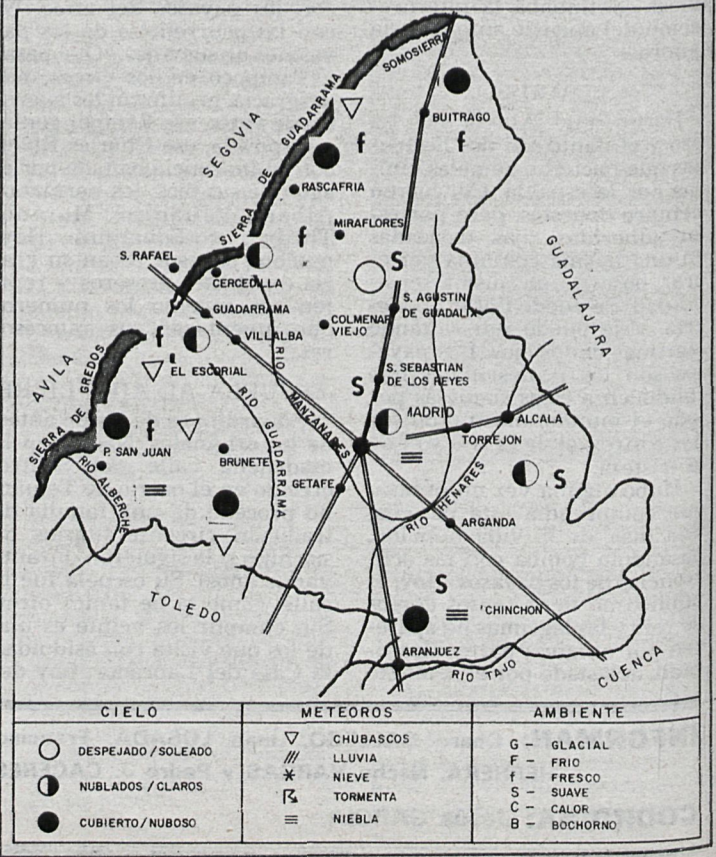 SOMOSIERRA
SEGOVIA
SIERRA DE GUADARRAMA
BUITRAGO
f
f
RASCAFRIA
MIRAFLORES
f
S. RAFAEL
S
GUADALAJARA
CERCEDILLA
S. AGUSTIN
DE GUADALIX
GUADARRAMA
COLMENAR
VIEJO
VILLALBA
f
AVILA
EL ESCORIAL
RIO MANZANARES
S. SEBASTIAN
DE LOS REYES
S
SIERRA DE GREDOS
RIO GUADARRAMA
MADRID
ALCALA
TORREJON
f
P. SAN JUAN
BRUNETE
RIO ALBERCHE
GETAFE
RIO HENARES
S
ARGANDA
TOLEDO
S
CHINCHON
ARANJUEZ
RIO TAJO
CUENCA
CIELO
DESPEJADO/SOLEADO
NUBLADOS/CLAROS
CUBIERTO/NUBOSO
METEOROS
CHUBASCOS
LLUVIA
NIEVE
TORMENTA
NIEBLA
AMBIENTE
G - GLACIAL
F - FRIO
f - FRESCO
S - SUAVE
C - CALOR
B - BOCHORNO